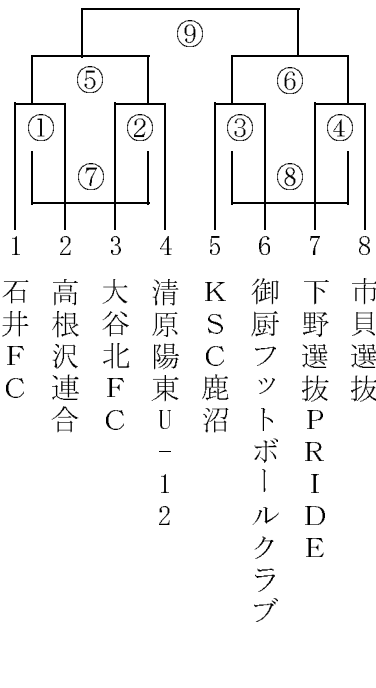 ⑨
⑤ ⑥
① ② ③ ④
⑦ ⑧
1 2 3 4 5 6 7 8
石井FC
高根沢連合
大谷北FC
清原陽東U-12
KSC鹿沼
御厨フットボールクラブ
下野選抜PRIDE
市貝選抜